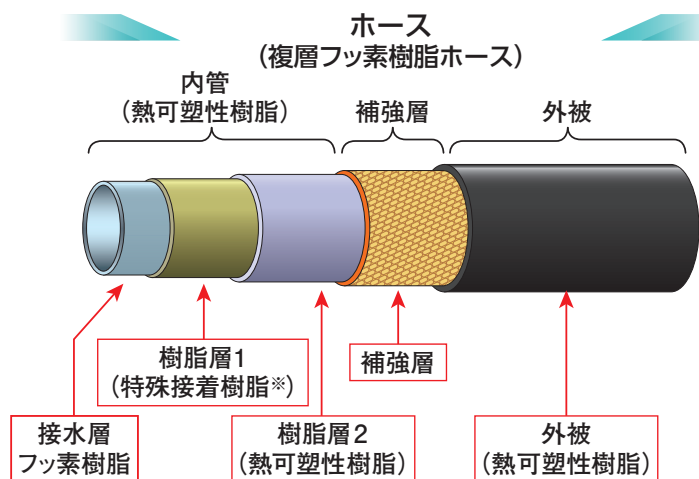 ホース
(複層フッ素樹脂ホース)
内管
(熱可塑性樹脂)
補強層
外被
樹脂層1
(特殊接着樹脂※)
補強層
接水層
フッ素樹脂
樹脂層2
(熱可塑性樹脂)
外被
(熱可塑性樹脂)